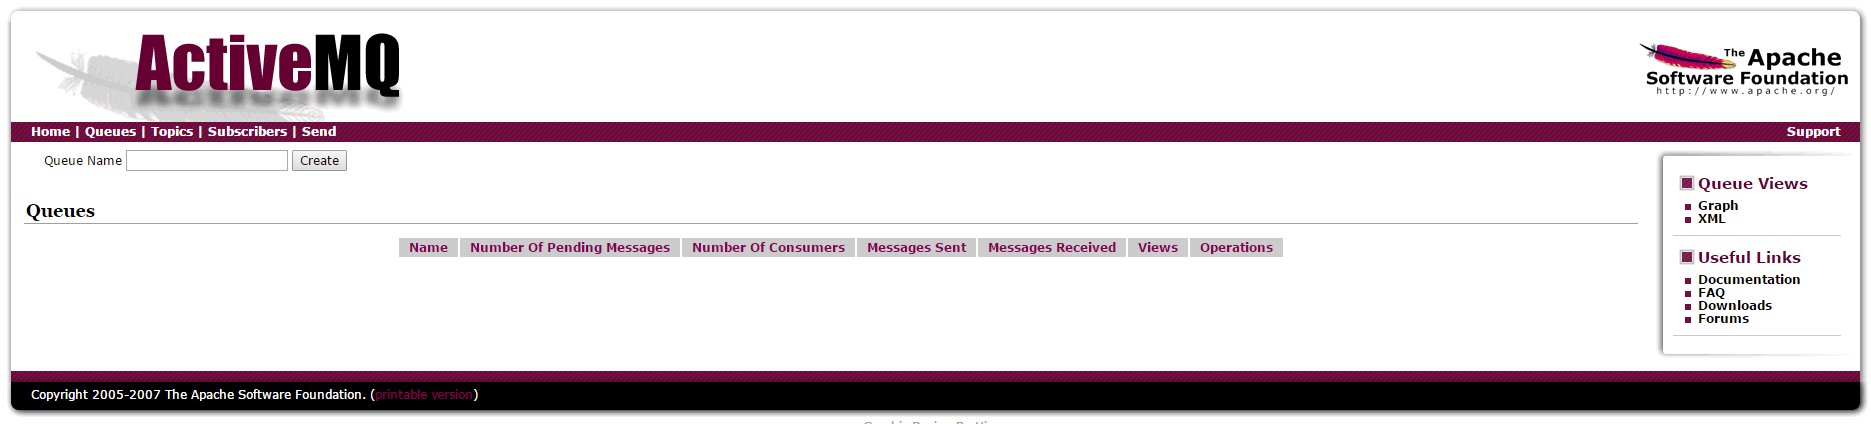 ActiveMQ
The Apache
Software Foundation
http://www.apache.org/
Home | Queues | Topics | Subscribers | Send
Support
Queue Name
Create
Queues
Name Number Of Pending Messages Number Of Consumers Messages Sent Messages Received Views Operations
Queue Views
Graph
XML
Useful Links
Documentation
FAQ
Downloads
Forums
Copyright 2005-2007 The Apache Software Foundation. (printable version)